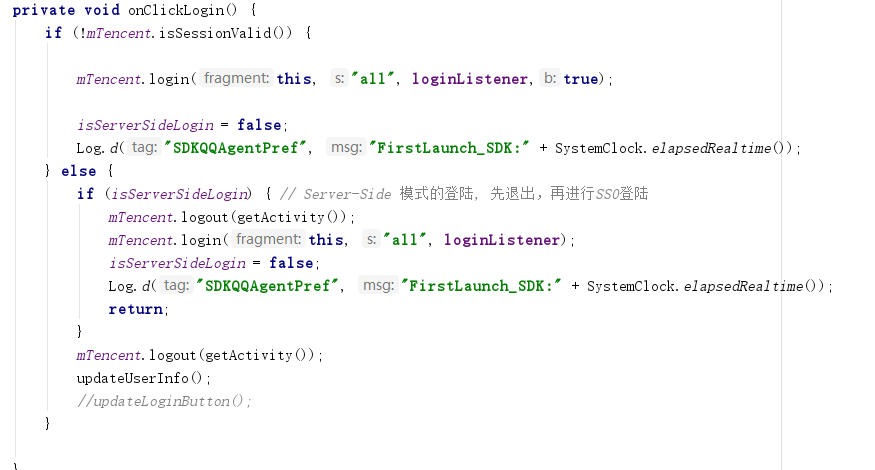 private void onClickLogin() {
if (!mTencent.isSessionValid()) {
mTencent.login( fragment: this, s: "all", loginListener, b: true);
isServerSideLogin = false;
Log.d( tag: "SDKQQAgentPref", msg: "FirstLaunch_SDK:" + SystemClock.elapsedRealtime());
} else {
if (isServerSideLogin) { // Server-Side 模式的登陆, 先退出，再进行SSO登陆
mTencent.logout(getActivity());
mTencent.login( fragment: this, s: "all", loginListener);
isServerSideLogin = false;
Log.d( tag: "SDKQQAgentPref", msg: "FirstLaunch_SDK:" + SystemClock.elapsedRealtime());
return;
}
mTencent.logout(getActivity());
updateUserInfo();
//updateLoginButton();
}
}